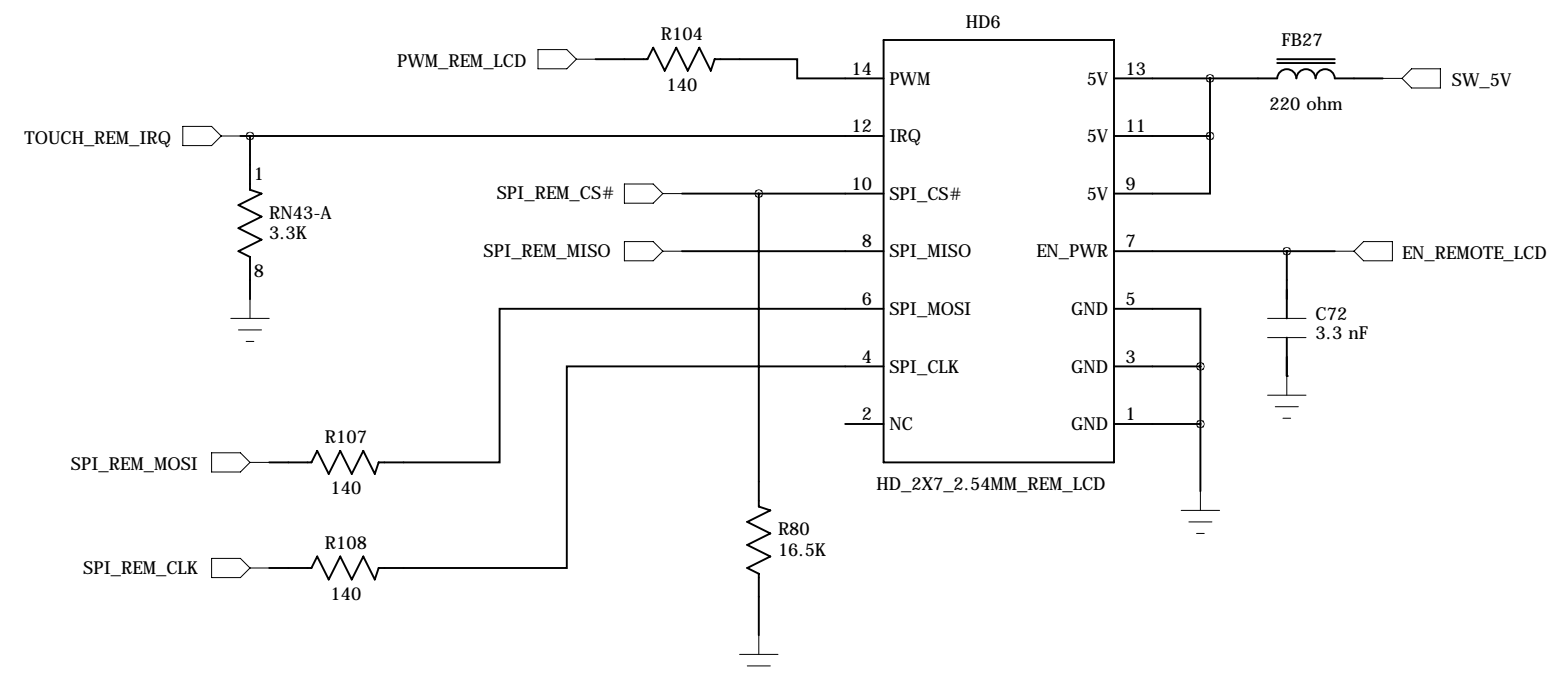 HD6
R104
FB27
PWM_REM_LCD
140
14
PWM
5V
13
SW_5V
220 ohm
TOUCH_REM_IRQ
12
IRQ
5V
11
1
SPI_REM_CS#
10
SPI_CS#
5V
9
RN43-A
3.3K
SPI_REM_MISO
8
SPI_MISO
EN_PWR
7
EN_REMOTE_LCD
8
6
SPI_MOSI
GND
5
C72
3.3 nF
4
SPI_CLK
GND
3
2
NC
GND
1
R107
SPI_REM_MOSI
140
HD_2X7_2.54MM_REM_LCD
R80
16.5K
R108
SPI_REM_CLK
140